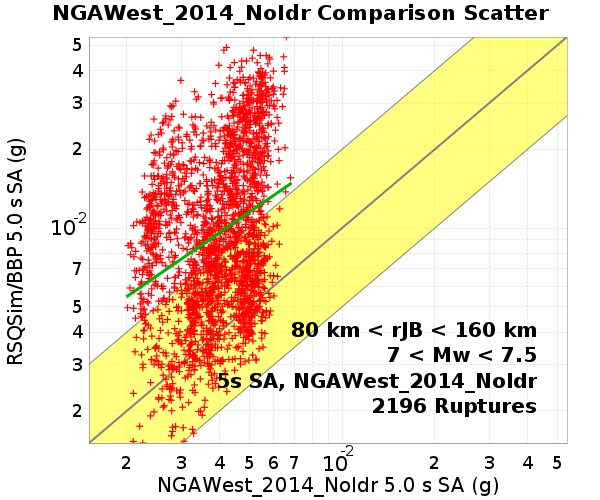 NGAWest_2014_NoIdr Comparison Scatter
RSQSim/BBP 5.0 s SA (g)
5
4
3
2
10-2
7
5
4
3
2
80 km < rJB < 160 km
7 < Mw < 7.5
5s SA, NGAWest_2014_NoIdr
2196 Ruptures
2 3 4 5 6 7 10-2 2 3 4 5
NGAWest_2014_NoIdr 5.0 s SA (g)